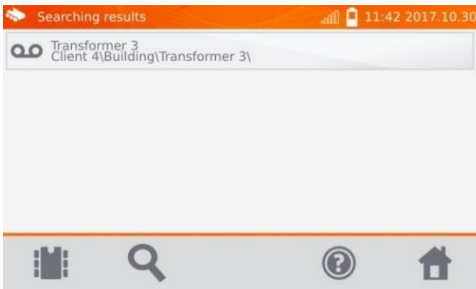 Searching results
11:42 2017.10.30
Transformer 3
Client 4\Building\Transformer 3\